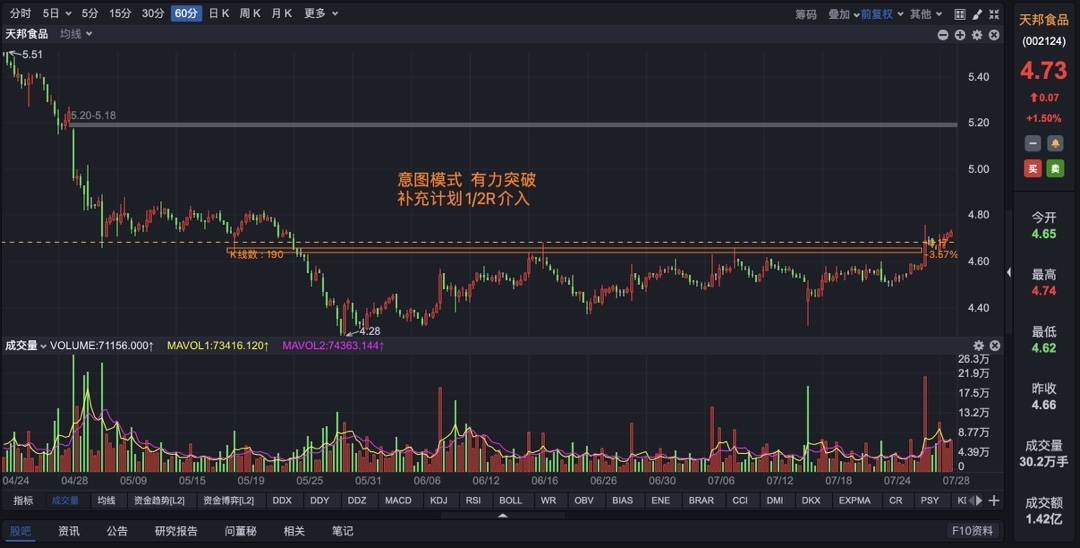 分时 5日 5分 15分 30分 60分 日K 周K 月K 更多 筹码 叠加 前复权 其他
天邦食品 均线
5.51
5.20-5.18
意图模式 有力突破
补充计划1/2R介入
K线数：190
-3.57%
4.28
5.40
5.20
5.00
4.80
4.60
4.40
成交量 VOLUME:71156.000↑ MAVOL1:73416.120↑ MAVOL2:74363.144↑
26.3万
21.9万
17.5万
13.2万
8.77万
4.39万
0
04/24 04/28 05/09 05/15 05/19 05/25 05/31 06/06 06/12 06/16 06/26 06/30 07/06 07/12 07/18 07/24 07/28
指标 成交量 均线 资金趋势[L2] 资金博弈[L2] DDX DDY DDZ MACD KDJ RSI BOLL WR OBV BIAS ENE BRAR CCI DMI DKX EXPMA CR PSY
股吧 资讯 公告 研究报告 问董秘 相关 笔记 F10资料
天邦食品
(002124)
4.73
↑0.07
+1.50%
买 卖
今开
4.65
最高
4.74
最低
4.62
昨收
4.66
成交量
30.2万手
成交额
1.42亿